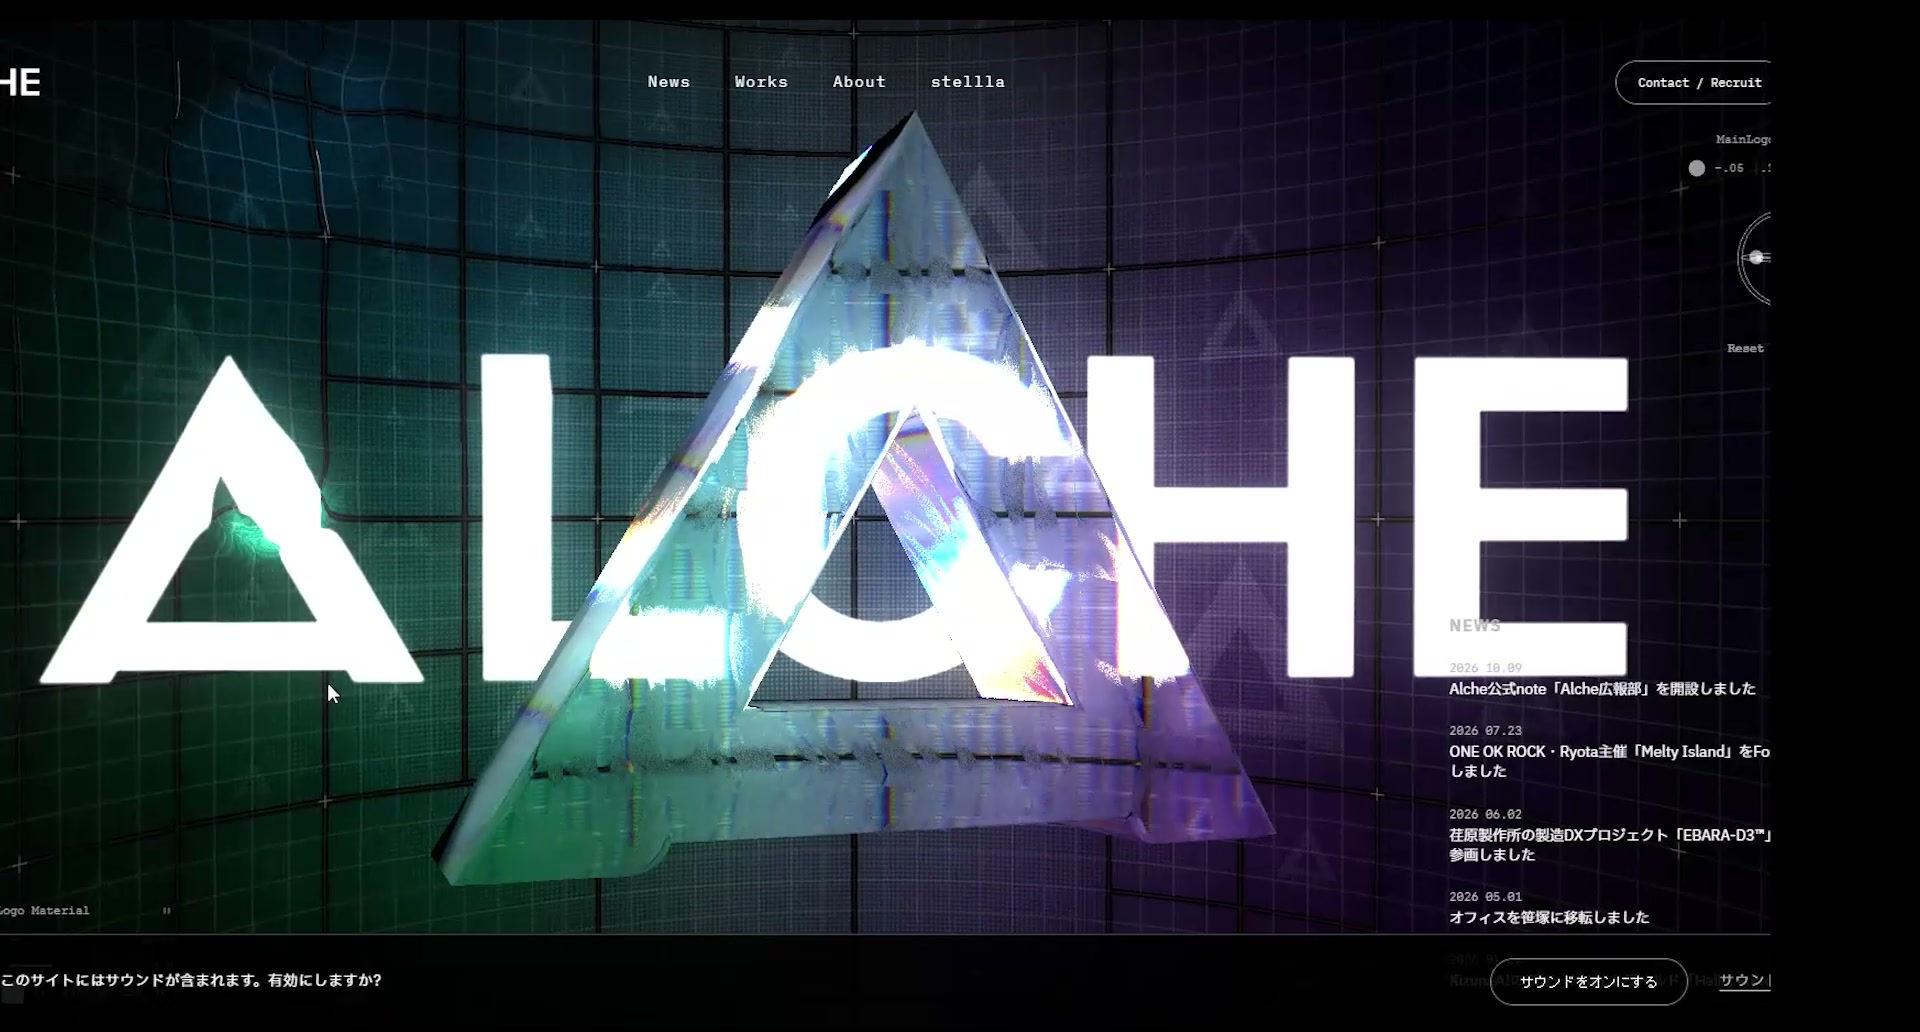 HE
News
Works
About
stellla
Contact / Recruit
MainLogo
-.05
Reset
ALCHE
NEWS
2026 10.09
Alche公式note「Alche広報部」を開設しました
2026 07.23
ONE OK ROCK・Ryota主催「Melty Island」をFo
しました
2026 06.02
荏原製作所の製造DXプロジェクト「EBARA-D3™」
参画しました
2026 05.01
オフィスを笹塚に移転しました
Logo Material
このサイトにはサウンドが含まれます。有効にしますか?
サウンドをオンにする
サウンド